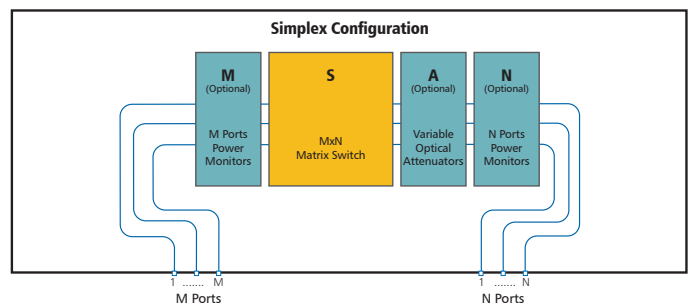 Simplex Configuration
M
(Optional)
M Ports
Power
Monitors
S
MxN
Matrix Switch
A
(Optional)
Variable
Optical
Attenuators
N
(Optional)
N Ports
Power
Monitors
1 ....... M
M Ports
1 ....... N
N Ports